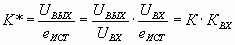 K* = U_ВЫХ / e_ИСТ = U_ВЫХ / U_ВХ · U_ВХ / e_ИСТ = K · K_ВХ